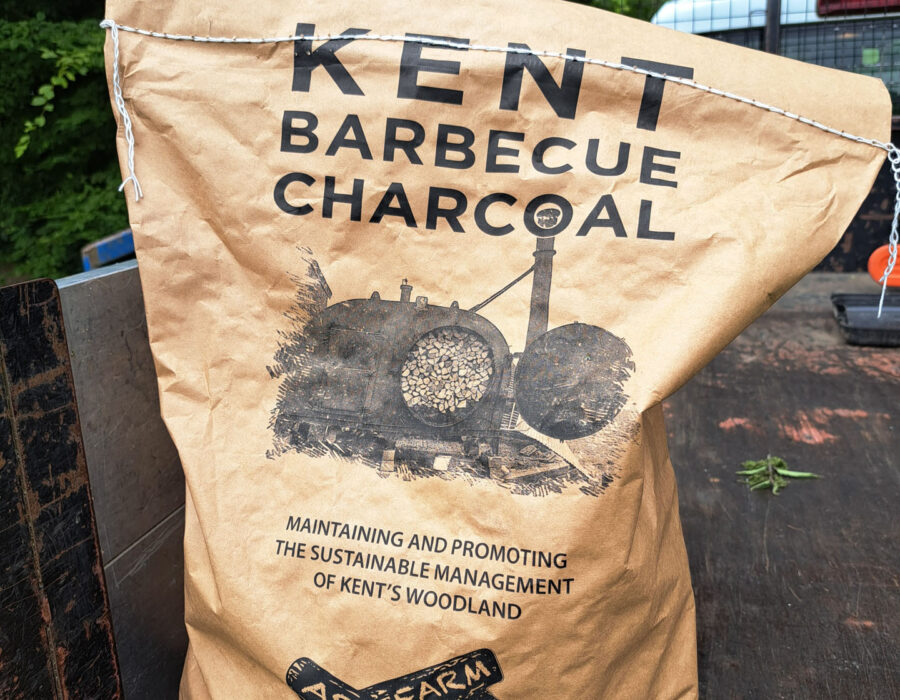 KENT
BARBECUE
CHARCOAL
MAINTAINING AND PROMOTING
THE SUSTAINABLE MANAGEMENT
OF KENT'S WOODLAND